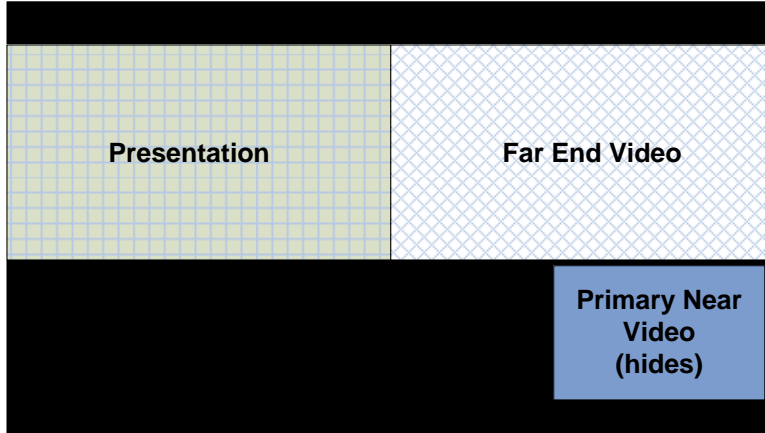 Presentation
Far End Video
Primary Near
Video
(hides)